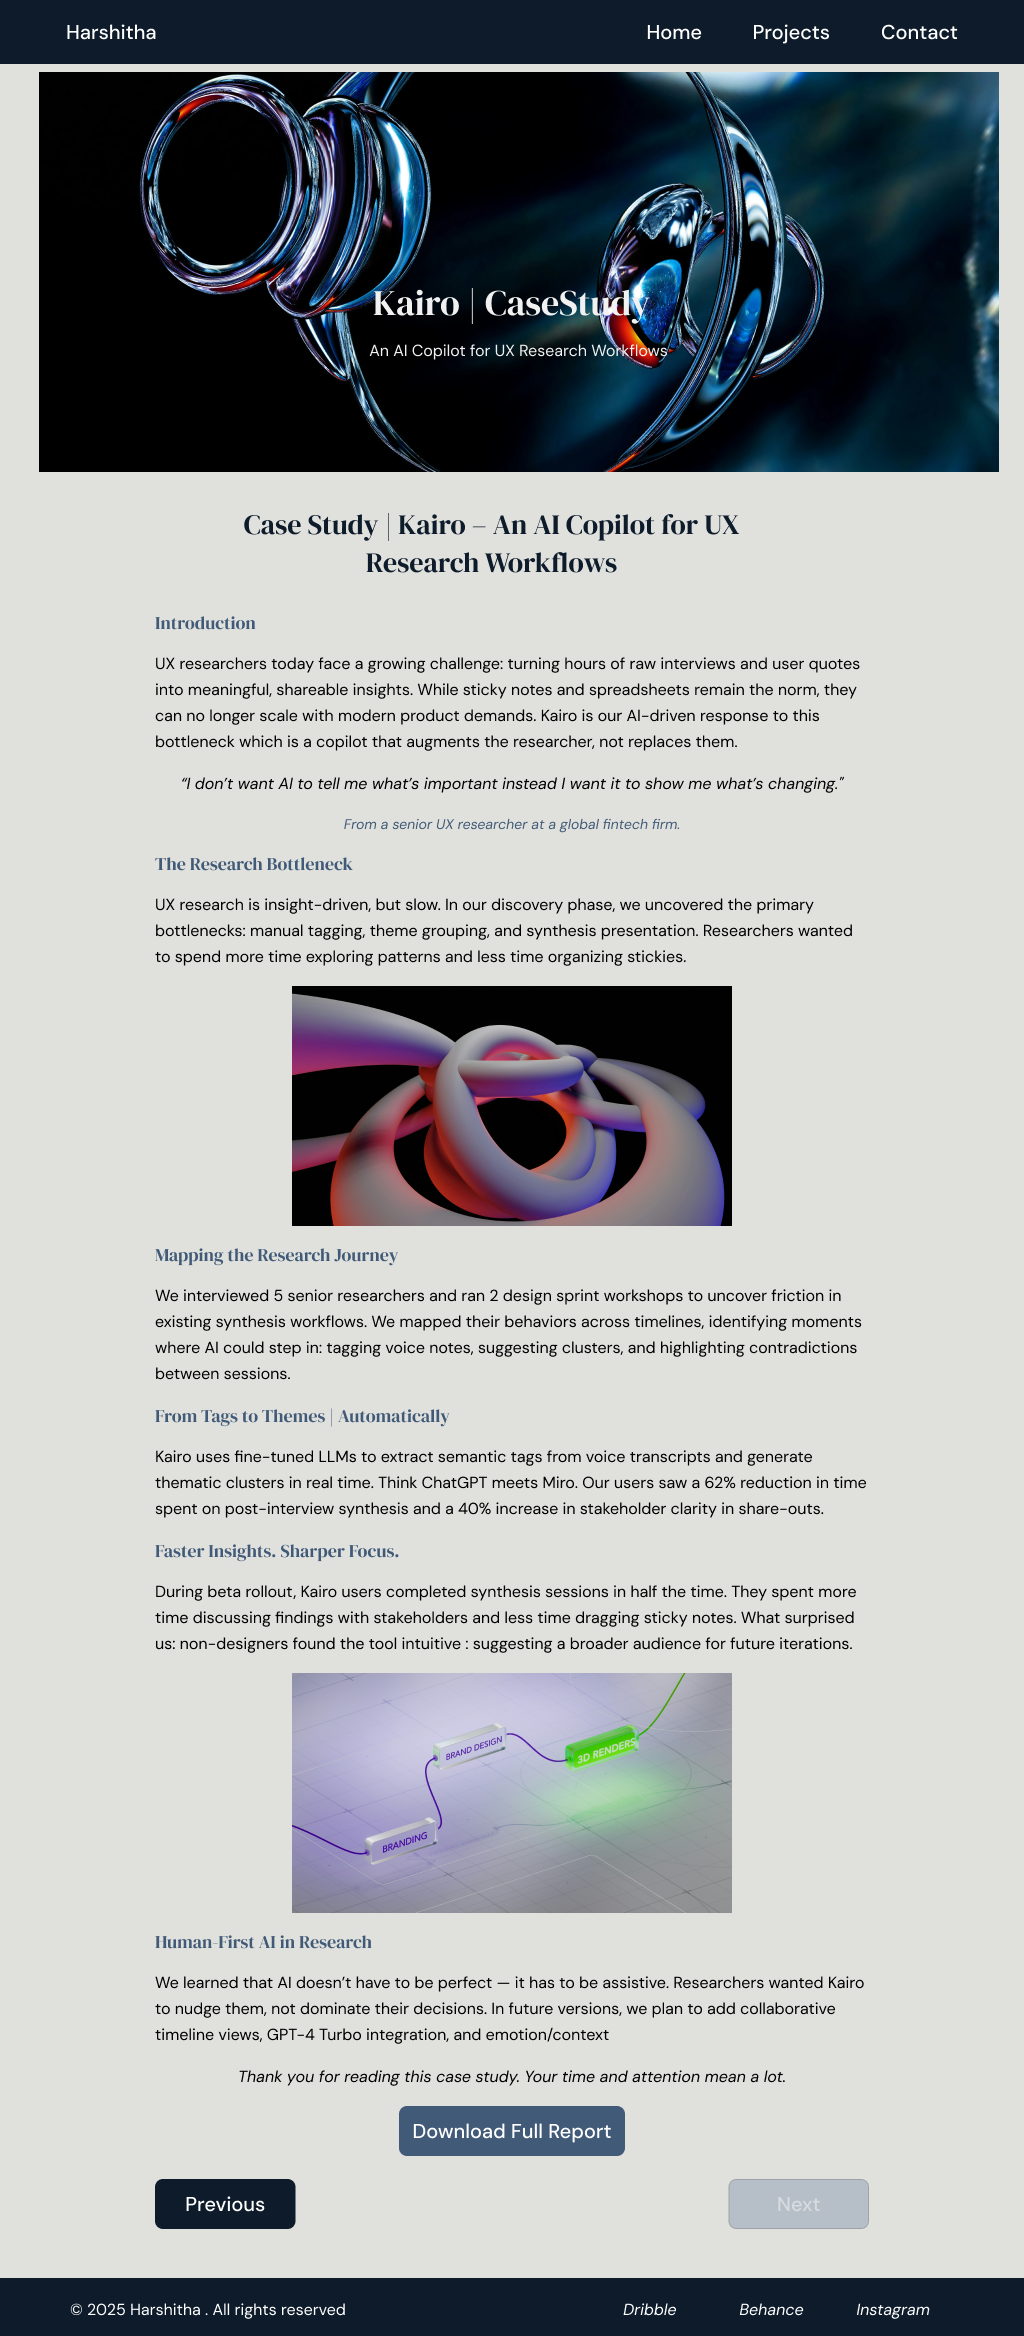 Harshitha
Home
Projects
Contact
Kairo | CaseStudy
An AI Copilot for UX Research Workflows
Case Study | Kairo – An AI Copilot for UX
Research Workflows
Introduction
UX researchers today face a growing challenge: turning hours of raw interviews and user quotes
into meaningful, shareable insights. While sticky notes and spreadsheets remain the norm, they
can no longer scale with modern product demands. Kairo is our AI-driven response to this
bottleneck which is a copilot that augments the researcher, not replaces them.
“I don’t want AI to tell me what’s important instead I want it to show me what’s changing."
From a senior UX researcher at a global fintech firm.
The Research Bottleneck
UX research is insight-driven, but slow. In our discovery phase, we uncovered the primary
bottlenecks: manual tagging, theme grouping, and synthesis presentation. Researchers wanted
to spend more time exploring patterns and less time organizing stickies.
Mapping the Research Journey
We interviewed 5 senior researchers and ran 2 design sprint workshops to uncover friction in
existing synthesis workflows. We mapped their behaviors across timelines, identifying moments
where AI could step in: tagging voice notes, suggesting clusters, and highlighting contradictions
between sessions.
From Tags to Themes | Automatically
Kairo uses fine-tuned LLMs to extract semantic tags from voice transcripts and generate
thematic clusters in real time. Think ChatGPT meets Miro. Our users saw a 62% reduction in time
spent on post-interview synthesis and a 40% increase in stakeholder clarity in share-outs.
Faster Insights. Sharper Focus.
During beta rollout, Kairo users completed synthesis sessions in half the time. They spent more
time discussing findings with stakeholders and less time dragging sticky notes. What surprised
us: non-designers found the tool intuitive : suggesting a broader audience for future iterations.
BRAND DESIGN
3D RENDERS
BRANDING
Human-First AI in Research
We learned that AI doesn’t have to be perfect — it has to be assistive. Researchers wanted Kairo
to nudge them, not dominate their decisions. In future versions, we plan to add collaborative
timeline views, GPT-4 Turbo integration, and emotion/context
Thank you for reading this case study. Your time and attention mean a lot.
Download Full Report
Previous
Next
© 2025 Harshitha . All rights reserved
Dribble
Behance
Instagram